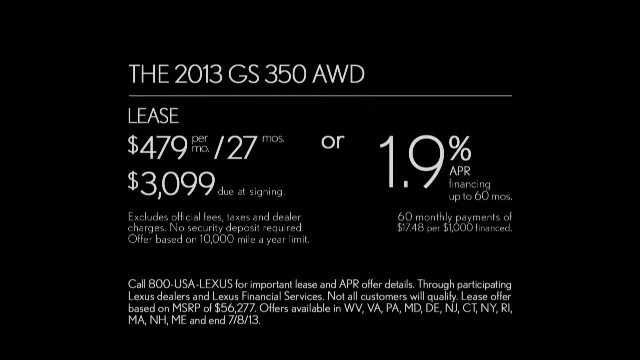 THE 2013 GS 350 AWD
LEASE
$479 per mo. /27 mos.
$3,099 due at signing.
Excludes official fees, taxes and dealer
charges. No security deposit required.
Offer based on 10,000 mile a year limit.
or
1.9%
APR
financing
up to 60 mos.
60 monthly payments of
$17.48 per $1,000 financed.
Call 800-USA-LEXUS for important lease and APR offer details. Through participating
Lexus dealers and Lexus Financial Services. Not all customers will qualify. Lease offer
based on MSRP of $56,277. Offers available in WV, VA, PA, MD, DE, NJ, CT, NY, RI,
MA, NH, ME and end 7/8/13.